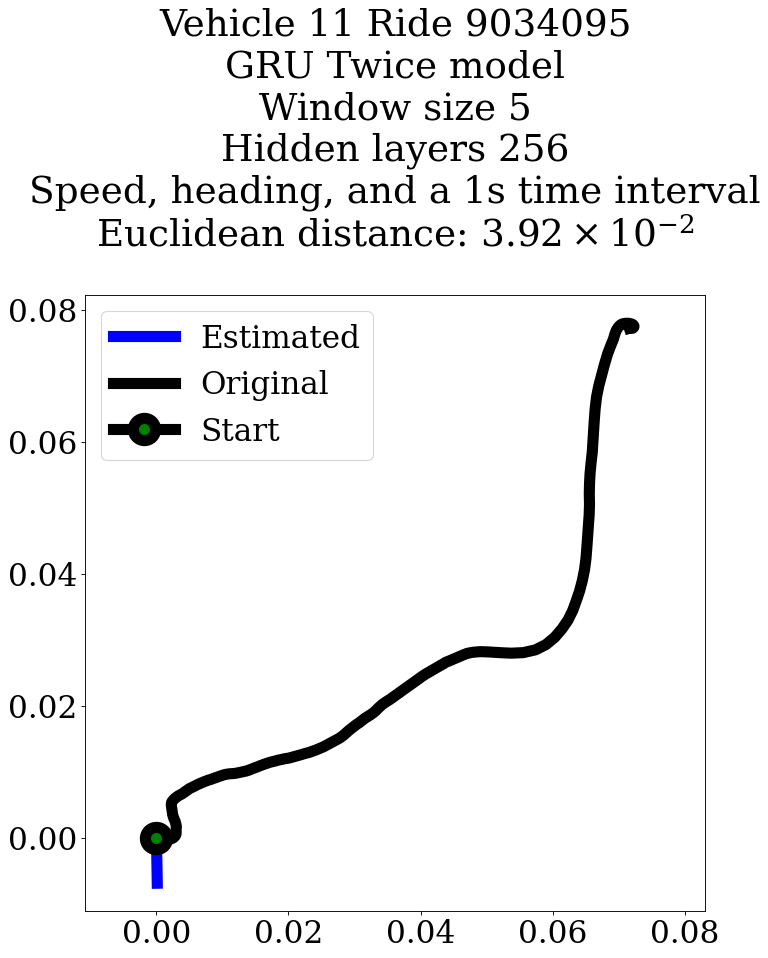 Vehicle 11 Ride 9034095
GRU Twice model
Window size 5
Hidden layers 256
Speed, heading, and a 1s time interval
Euclidean distance: 3.92 × 10⁻²
Estimated
Original
Start
0.08
0.06
0.04
0.02
0.00
0.00 0.02 0.04 0.06 0.08